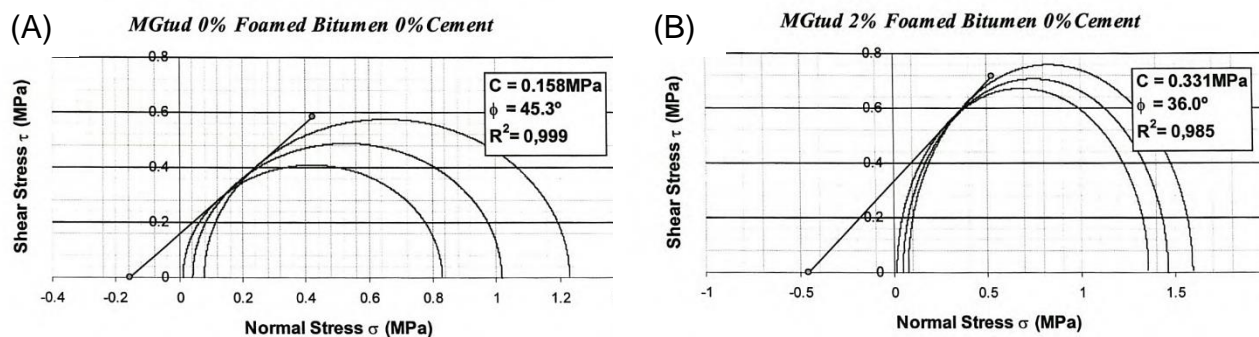 (A)
MGtud 0% Foamed Bitumen 0%Cement
Shear Stress τ (MPa)
0.8
0.6
0.4
0.2
0
C = 0.158MPa
ϕ = 45.3º
R²= 0,999
-0.4
-0.2
0
0.2
0.4
0.6
0.8
1
1.2
Normal Stress σ (MPa)
(B)
MGtud 2% Foamed Bitumen 0%Cement
Shear Stress τ (MPa)
0.8
0.6
0.4
0.2
0
C = 0.331MPa
ϕ = 36.0º
R²= 0,985
-1
-0.5
0
0.5
1
1.5
Normal Stress σ (MPa)